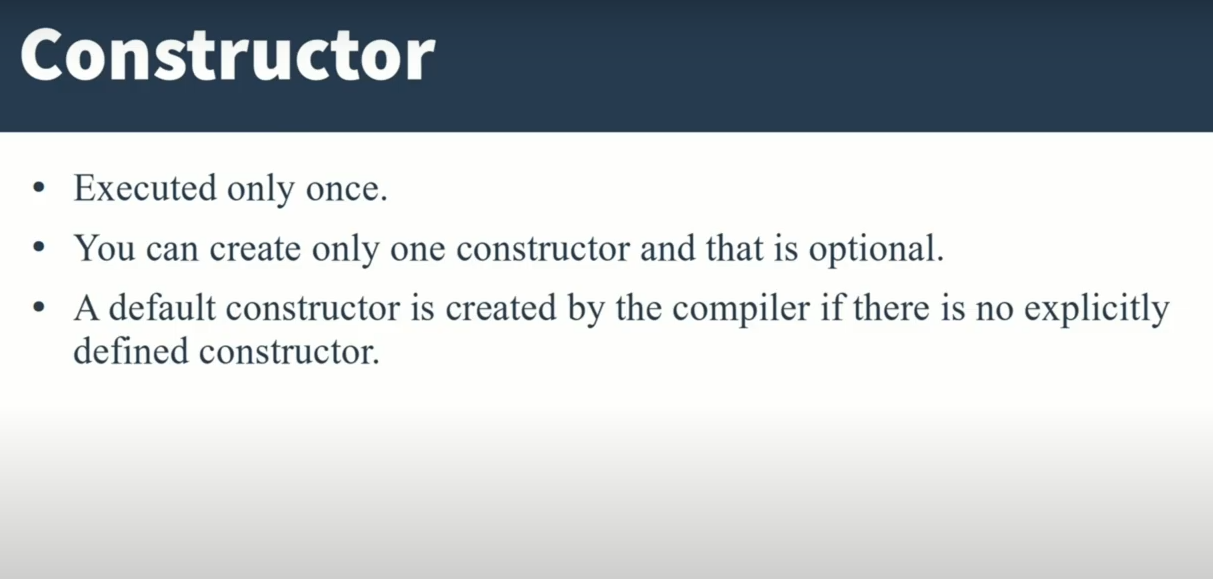 Constructor
• Executed only once.
• You can create only one constructor and that is optional.
• A default constructor is created by the compiler if there is no explicitly
defined constructor.